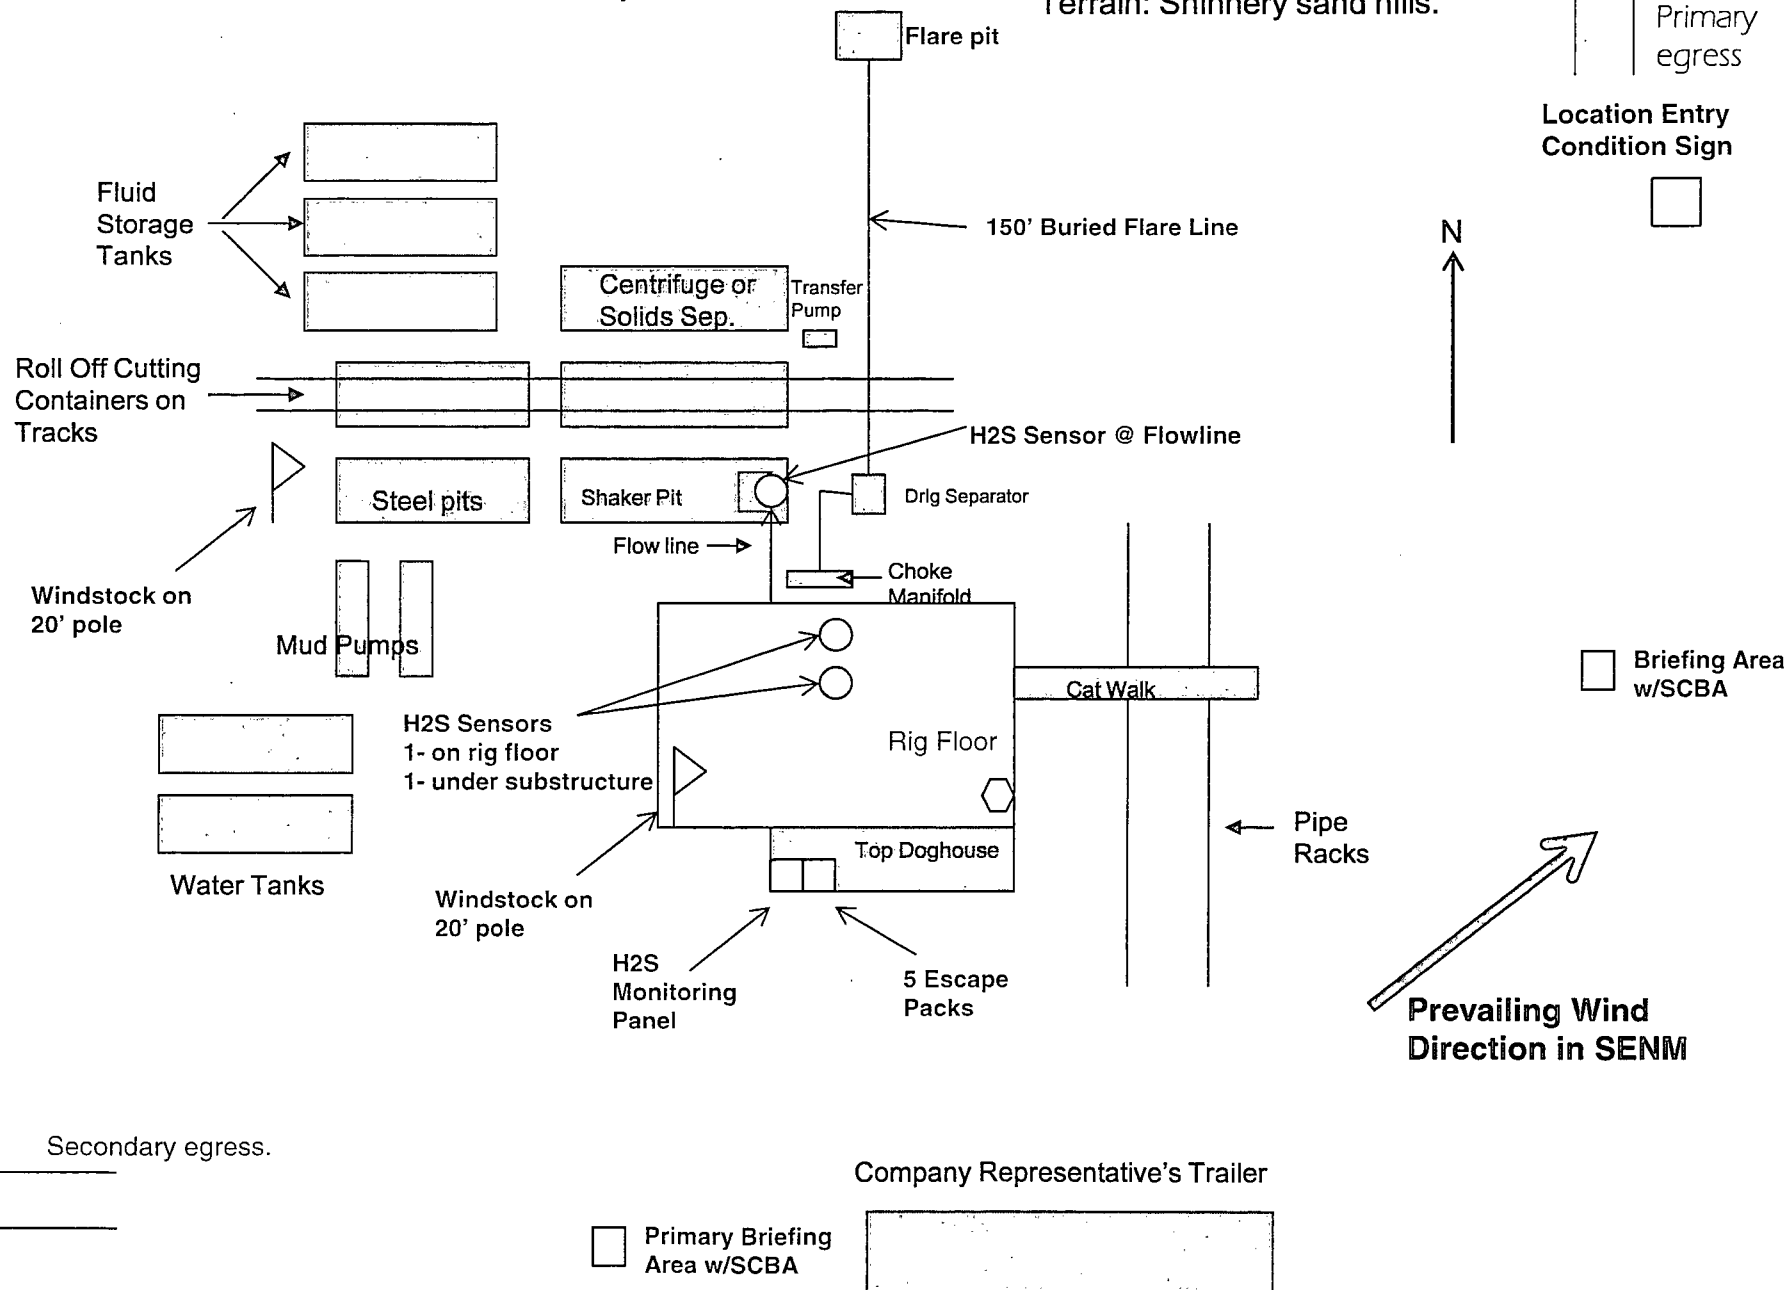 Terrain: Shinnery sand hills.
Flare pit
Primary
egress
Location Entry
Condition Sign
Fluid
Storage
Tanks
150' Buried Flare Line
N
Centrifuge or
Solids Sep.
Transfer
Pump
Roll Off Cutting
Containers on
Tracks
H2S Sensor @ Flowline
Steel pits
Shaker Pit
Drlg Separator
Flow line
Choke
Manifold
Windstock on
20' pole
Mud Pumps
Briefing Area
w/SCBA
Cat Walk
H2S Sensors
1- on rig floor
1- under substructure
Rig Floor
Pipe
Racks
Top Doghouse
Water Tanks
Windstock on
20' pole
H2S
Monitoring
Panel
5 Escape
Packs
Prevailing Wind
Direction in SENM
Secondary egress.
Company Representative's Trailer
Primary Briefing
Area w/SCBA